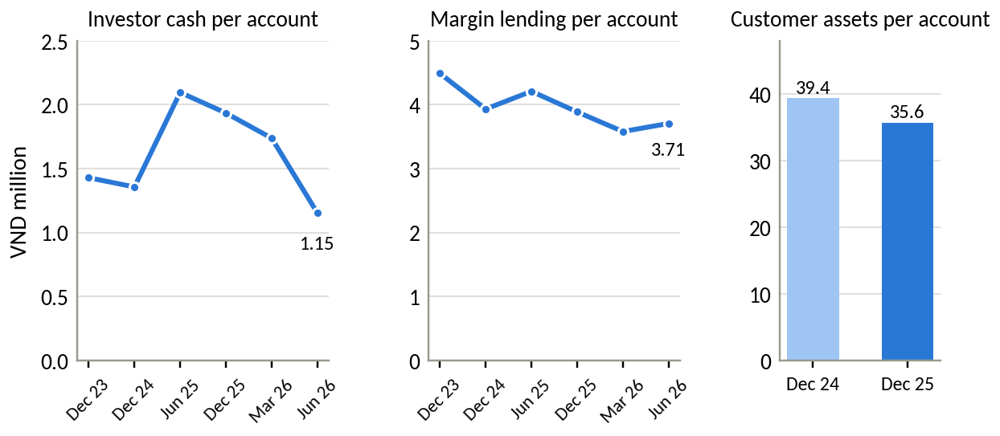 Investor cash per account
VND million
2.5
2.0
1.5
1.0
0.5
0.0
1.15
Dec 23
Dec 24
Jun 25
Dec 25
Mar 26
Jun 26
Margin lending per account
5
4
3
2
1
0
3.71
Dec 23
Dec 24
Jun 25
Dec 25
Mar 26
Jun 26
Customer assets per account
40
30
20
10
0
39.4
35.6
Dec 24
Dec 25